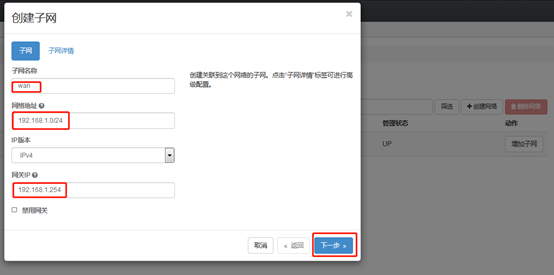 创建子网
×
子网
子网详情
子网名称
wan
创建关联到这个网络的子网。点击"子网详情"标签可进行高
级配置。
网络地址
192.168.1.0/24
IP版本
IPv4
网关IP
192.168.1.254
禁用网关
取消
« 返回
下一步 »
筛选
+创建网络
删除网络
管理状态
动作
UP
增加子网